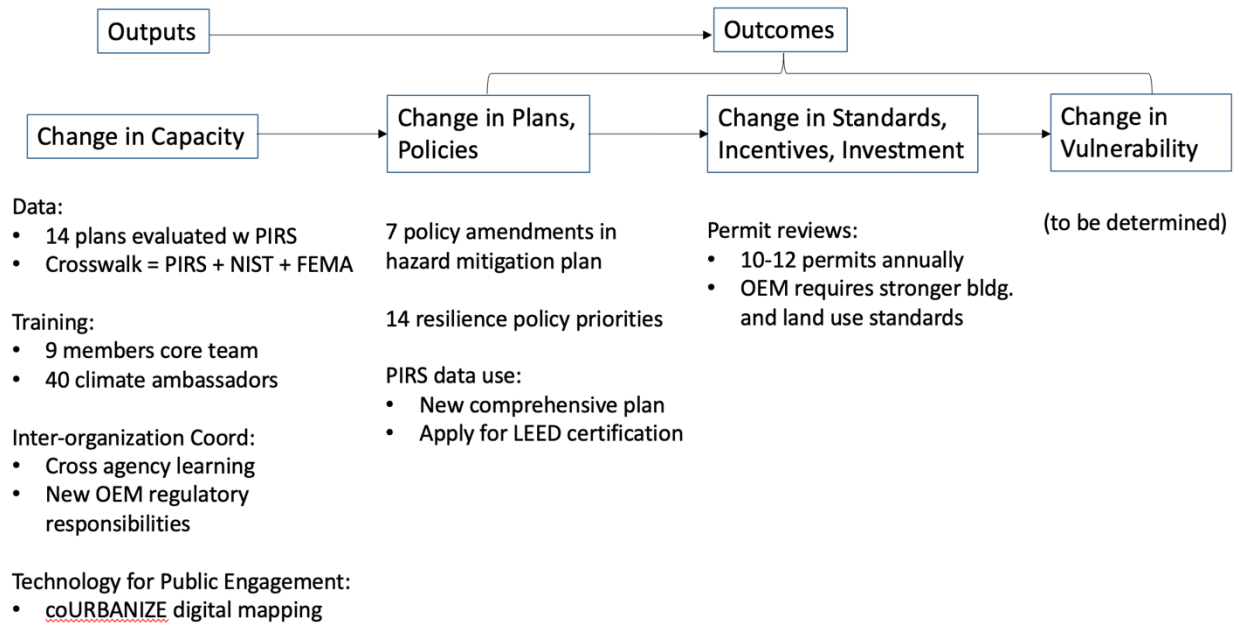 Outputs
Outcomes
Change in Capacity
Change in Plans,
Policies
Change in Standards,
Incentives, Investment
Change in
Vulnerability
Data:
• 14 plans evaluated w PIRS
• Crosswalk = PIRS + NIST + FEMA
Training:
• 9 members core team
• 40 climate ambassadors
Inter-organization Coord:
• Cross agency learning
• New OEM regulatory
responsibilities
Technology for Public Engagement:
• coURBANIZE digital mapping
7 policy amendments in
hazard mitigation plan
14 resilience policy priorities
PIRS data use:
• New comprehensive plan
• Apply for LEED certification
Permit reviews:
• 10-12 permits annually
• OEM requires stronger bldg.
and land use standards
(to be determined)